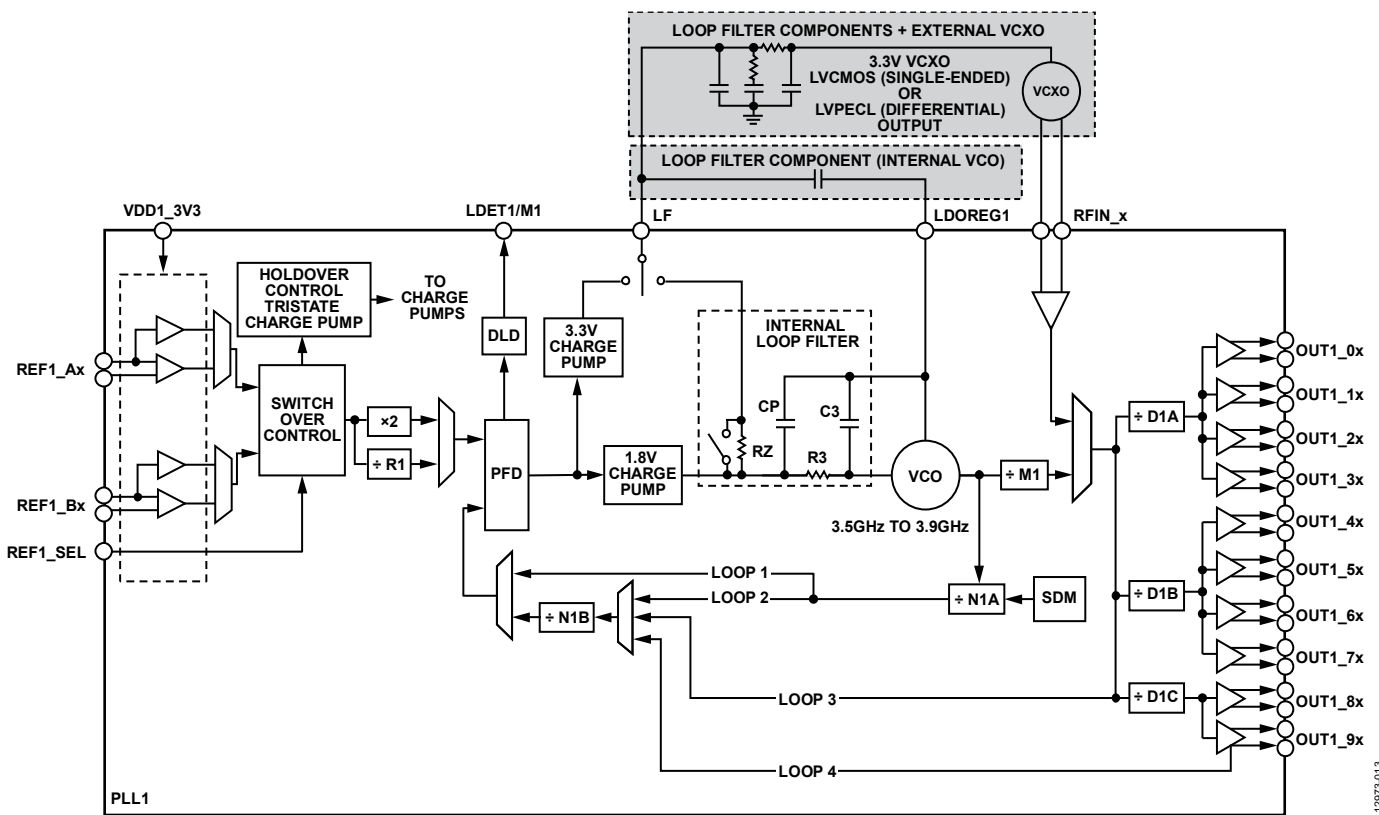 LOOP FILTER COMPONENTS + EXTERNAL VCXO
3.3V VCXO
LVCMOS (SINGLE-ENDED)
OR
LVPECL (DIFFERENTIAL)
OUTPUT
VCXO
LOOP FILTER COMPONENT (INTERNAL VCO)
VDD1_3V3
LDET1/M1
LF
LDOREG1
RFIN_x
HOLDOVER
CONTROL
TRISTATE
CHARGE PUMP
TO
CHARGE
PUMPS
DLD
3.3V
CHARGE
PUMP
INTERNAL
LOOP FILTER
REF1_Ax
SWITCH
OVER
CONTROL
×2
÷ R1
PFD
1.8V
CHARGE
PUMP
RZ
CP
C3
R3
VCO
3.5GHz TO 3.9GHz
÷ M1
REF1_Bx
REF1_SEL
LOOP 1
LOOP 2
÷ N1A
SDM
÷ N1B
LOOP 3
LOOP 4
÷ D1A
÷ D1B
÷ D1C
OUT1_0x
OUT1_1x
OUT1_2x
OUT1_3x
OUT1_4x
OUT1_5x
OUT1_6x
OUT1_7x
OUT1_8x
OUT1_9x
PLL1
12973-013